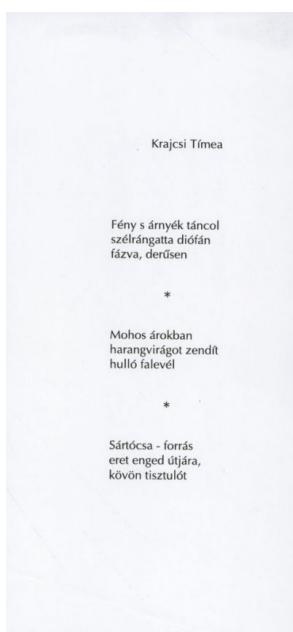 Krajcsi Tímea
Fény s árnyék táncol
szélrángatta diófán
fázva, derűsen
*
Mohos árokban
harangvirágot zendít
hulló falevél
*
Sártócsa - forrás
eret enged útjára,
kövön tisztulót